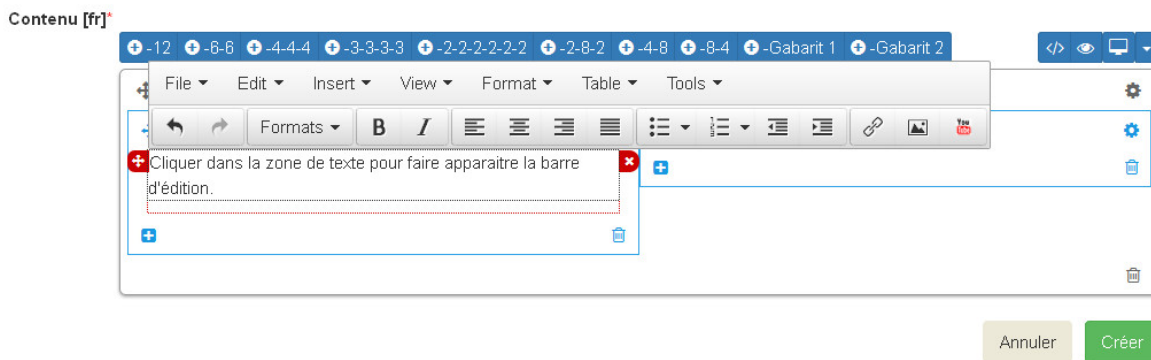 Contenu [fr]*
-12 -6-6 -4-4-4 -3-3-3-3 -2-2-2-2-2-2 -2-8-2 -4-8 -8-4 -Gabarit 1 -Gabarit 2 </>
File Edit Insert View Format Table Tools
Formats B I You Tube
Cliquer dans la zone de texte pour faire apparaitre la barre
d'édition.
Annuler Créer